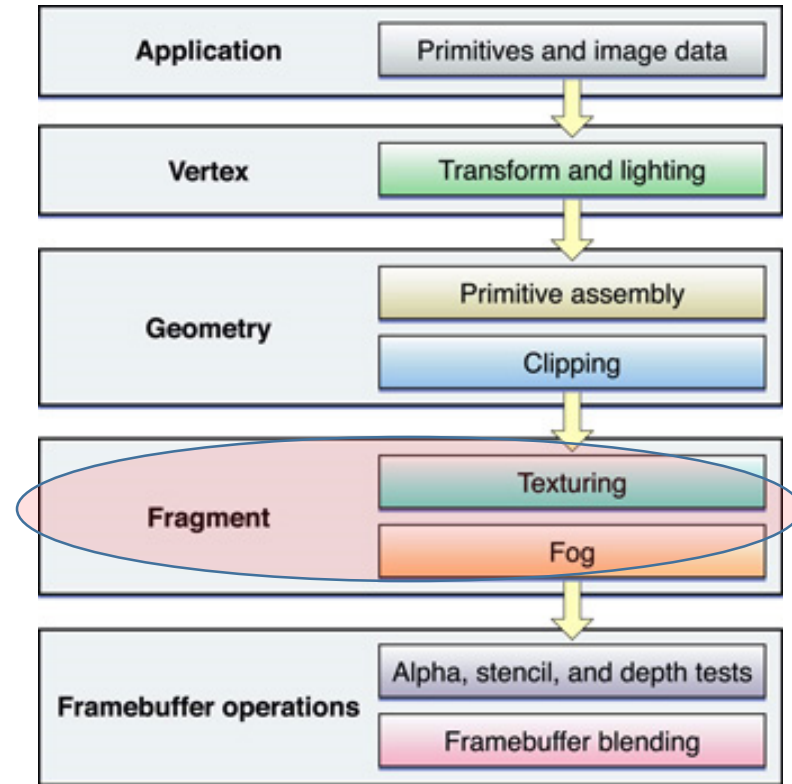 Application
Primitives and image data
Vertex
Transform and lighting
Geometry
Primitive assembly
Clipping
Fragment
Texturing
Fog
Framebuffer operations
Alpha, stencil, and depth tests
Framebuffer blending